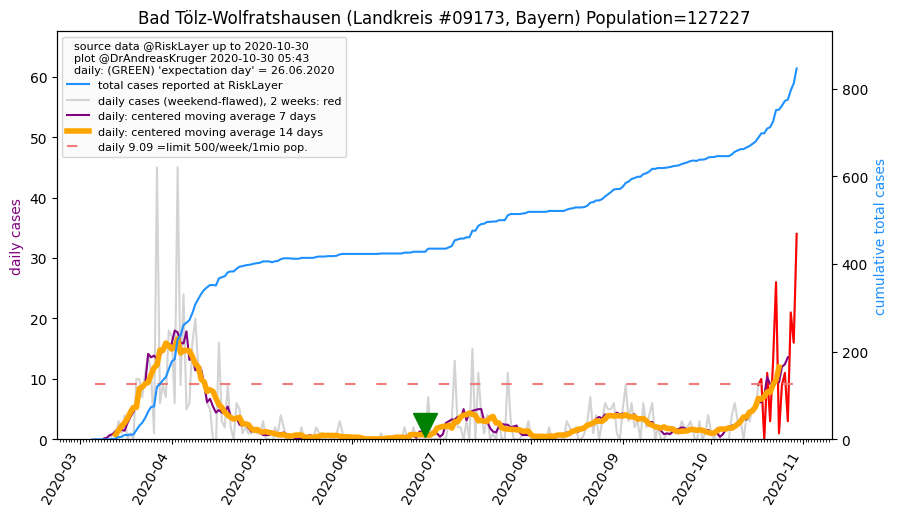 Bad Tölz-Wolfratshausen (Landkreis #09173, Bayern) Population=127227
source data @RiskLayer up to 2020-10-30
plot @DrAndreasKruger 2020-10-30 05:43
daily: (GREEN) 'expectation day' = 26.06.2020
total cases reported at RiskLayer
daily cases (weekend-flawed), 2 weeks: red
daily: centered moving average 7 days
daily: centered moving average 14 days
daily 9.09 =limit 500/week/1mio pop.
daily cases
60
50
40
30
20
10
0
cumulative total cases
800
600
400
200
0
2020-03
2020-04
2020-05
2020-06
2020-07
2020-08
2020-09
2020-10
2020-11